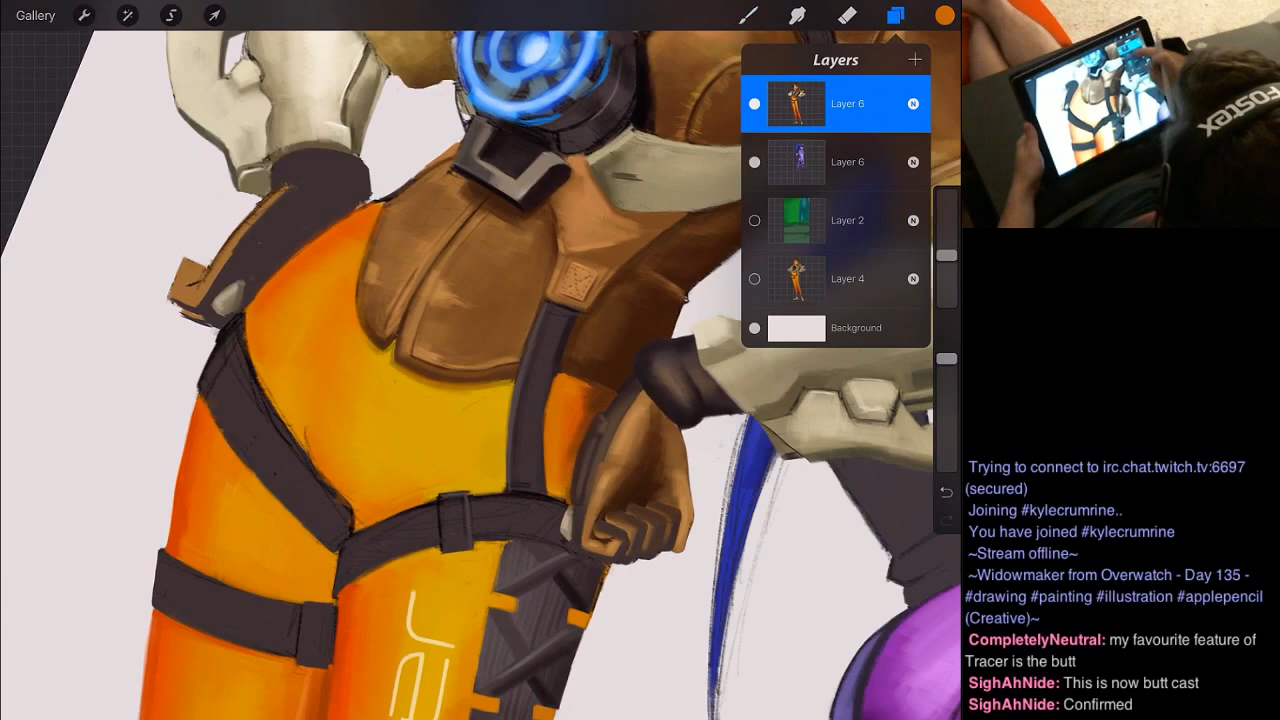 Gallery
Layers
Layer 6
N
Layer 6
N
Layer 2
N
Layer 4
N
Background
Fostex
Trying to connect to irc.chat.twitch.tv:6697
(secured)
Joining #kylecrumrine..
You have joined #kylecrumrine
~Stream offline~
~Widowmaker from Overwatch - Day 135 -
#drawing #painting #illustration #applepencil
(Creative)~
CompletelyNeutral: my favourite feature of
Tracer is the butt
SighAhNide: This is now butt cast
SighAhNide: Confirmed